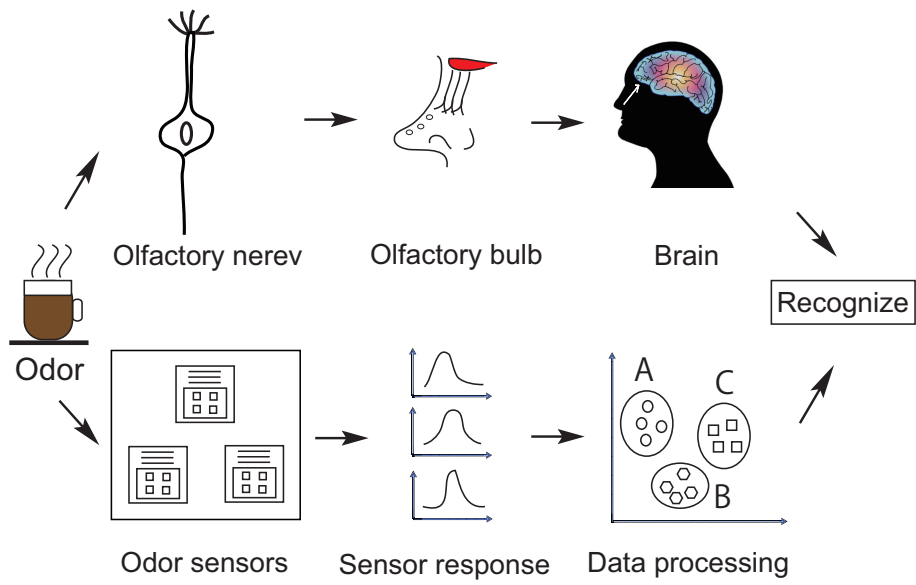 Olfactory nerev
Olfactory bulb
Brain
Recognize
Odor
A
C
B
Odor sensors
Sensor response
Data processing